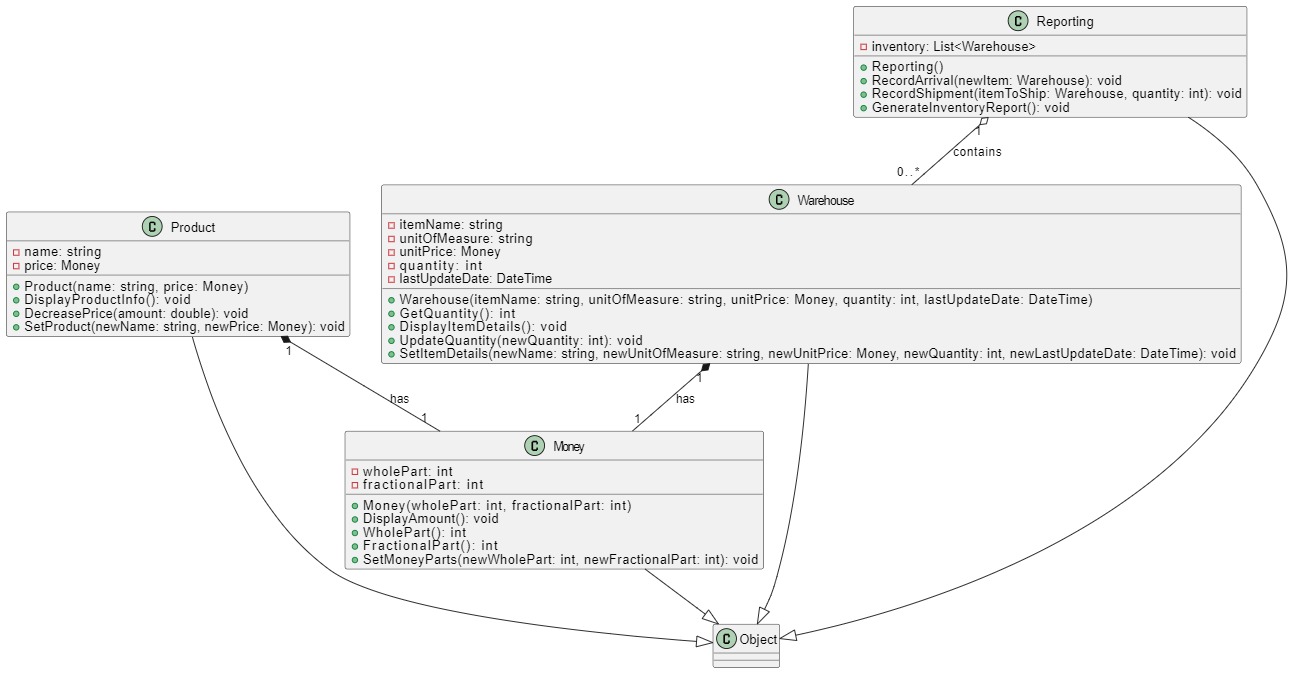 C Reporting
inventory: List<Warehouse>
Reporting()
RecordArrival(newItem: Warehouse): void
RecordShipment(itemToShip: Warehouse, quantity: int): void
GenerateInventoryReport(): void
1
contains
0..*
C Warehouse
itemName: string
unitOfMeasure: string
unitPrice: Money
quantity: int
lastUpdateDate: DateTime
Warehouse(itemName: string, unitOfMeasure: string, unitPrice: Money, quantity: int, lastUpdateDate: DateTime)
GetQuantity(): int
DisplayItemDetails(): void
UpdateQuantity(newQuantity: int): void
SetItemDetails(newName: string, newUnitOfMeasure: string, newUnitPrice: Money, newQuantity: int, newLastUpdateDate: DateTime): void
C Product
name: string
price: Money
Product(name: string, price: Money)
DisplayProductInfo(): void
DecreasePrice(amount: double): void
SetProduct(newName: string, newPrice: Money): void
1
has
1
1
has
1
C Money
wholePart: int
fractionalPart: int
Money(wholePart: int, fractionalPart: int)
DisplayAmount(): void
WholePart(): int
FractionalPart(): int
SetMoneyParts(newWholePart: int, newFractionalPart: int): void
C Object